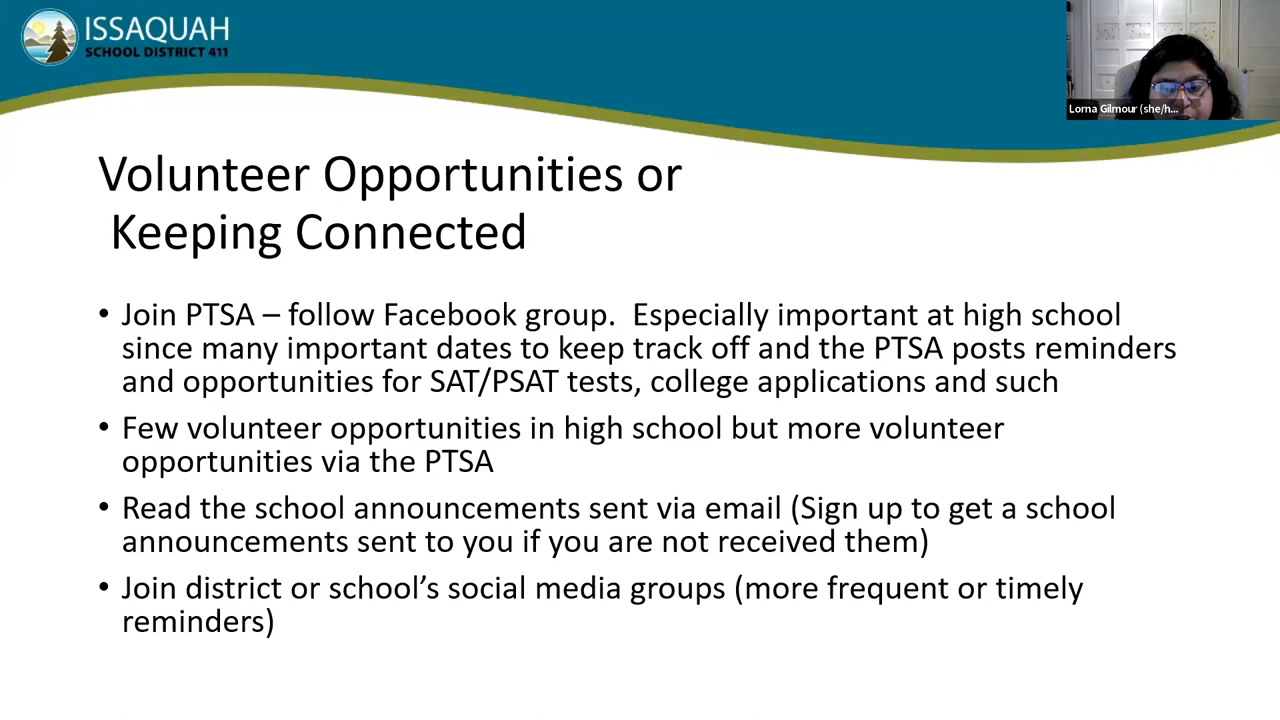 ISSAQUAH
SCHOOL DISTRICT 411
Lorna Gilmour (she/h...
Volunteer Opportunities or
Keeping Connected
• Join PTSA – follow Facebook group.  Especially important at high school
since many important dates to keep track off and the PTSA posts reminders
and opportunities for SAT/PSAT tests, college applications and such
• Few volunteer opportunities in high school but more volunteer
opportunities via the PTSA
• Read the school announcements sent via email (Sign up to get a school
announcements sent to you if you are not received them)
• Join district or school’s social media groups (more frequent or timely
reminders)